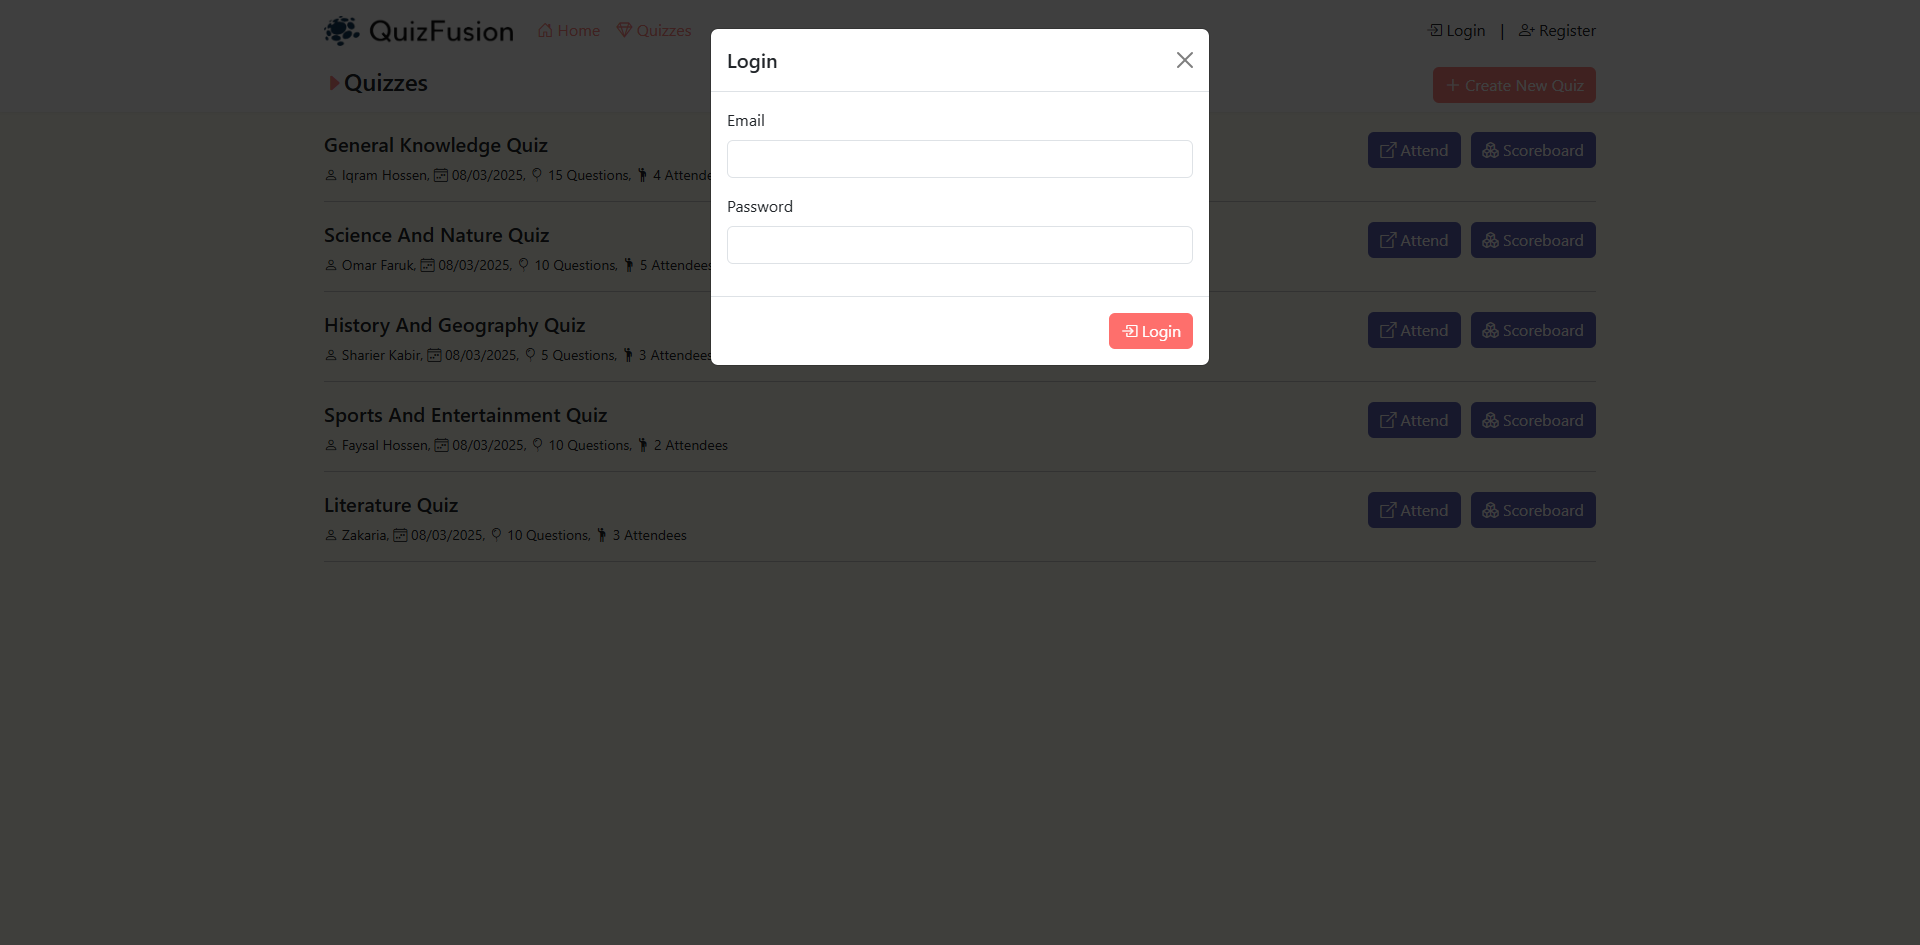 QuizFusion Home Quizzes Login | Register
Quizzes Create New Quiz
Login
Email
Password
Login
General Knowledge Quiz Attend Scoreboard
Iqram Hossen, 08/03/2025, 15 Questions, 4
Science And Nature Quiz Attend Scoreboard
Omar Faruk, 08/03/2025, 10 Questions, 5 Attendees
History And Geography Quiz Attend Scoreboard
Sharier Kabir, 08/03/2025, 5 Questions, 3 Attendees
Sports And Entertainment Quiz Attend Scoreboard
Faysal Hossen, 08/03/2025, 10 Questions, 2 Attendees
Literature Quiz Attend Scoreboard
Zakaria, 08/03/2025, 10 Questions, 3 Attendees